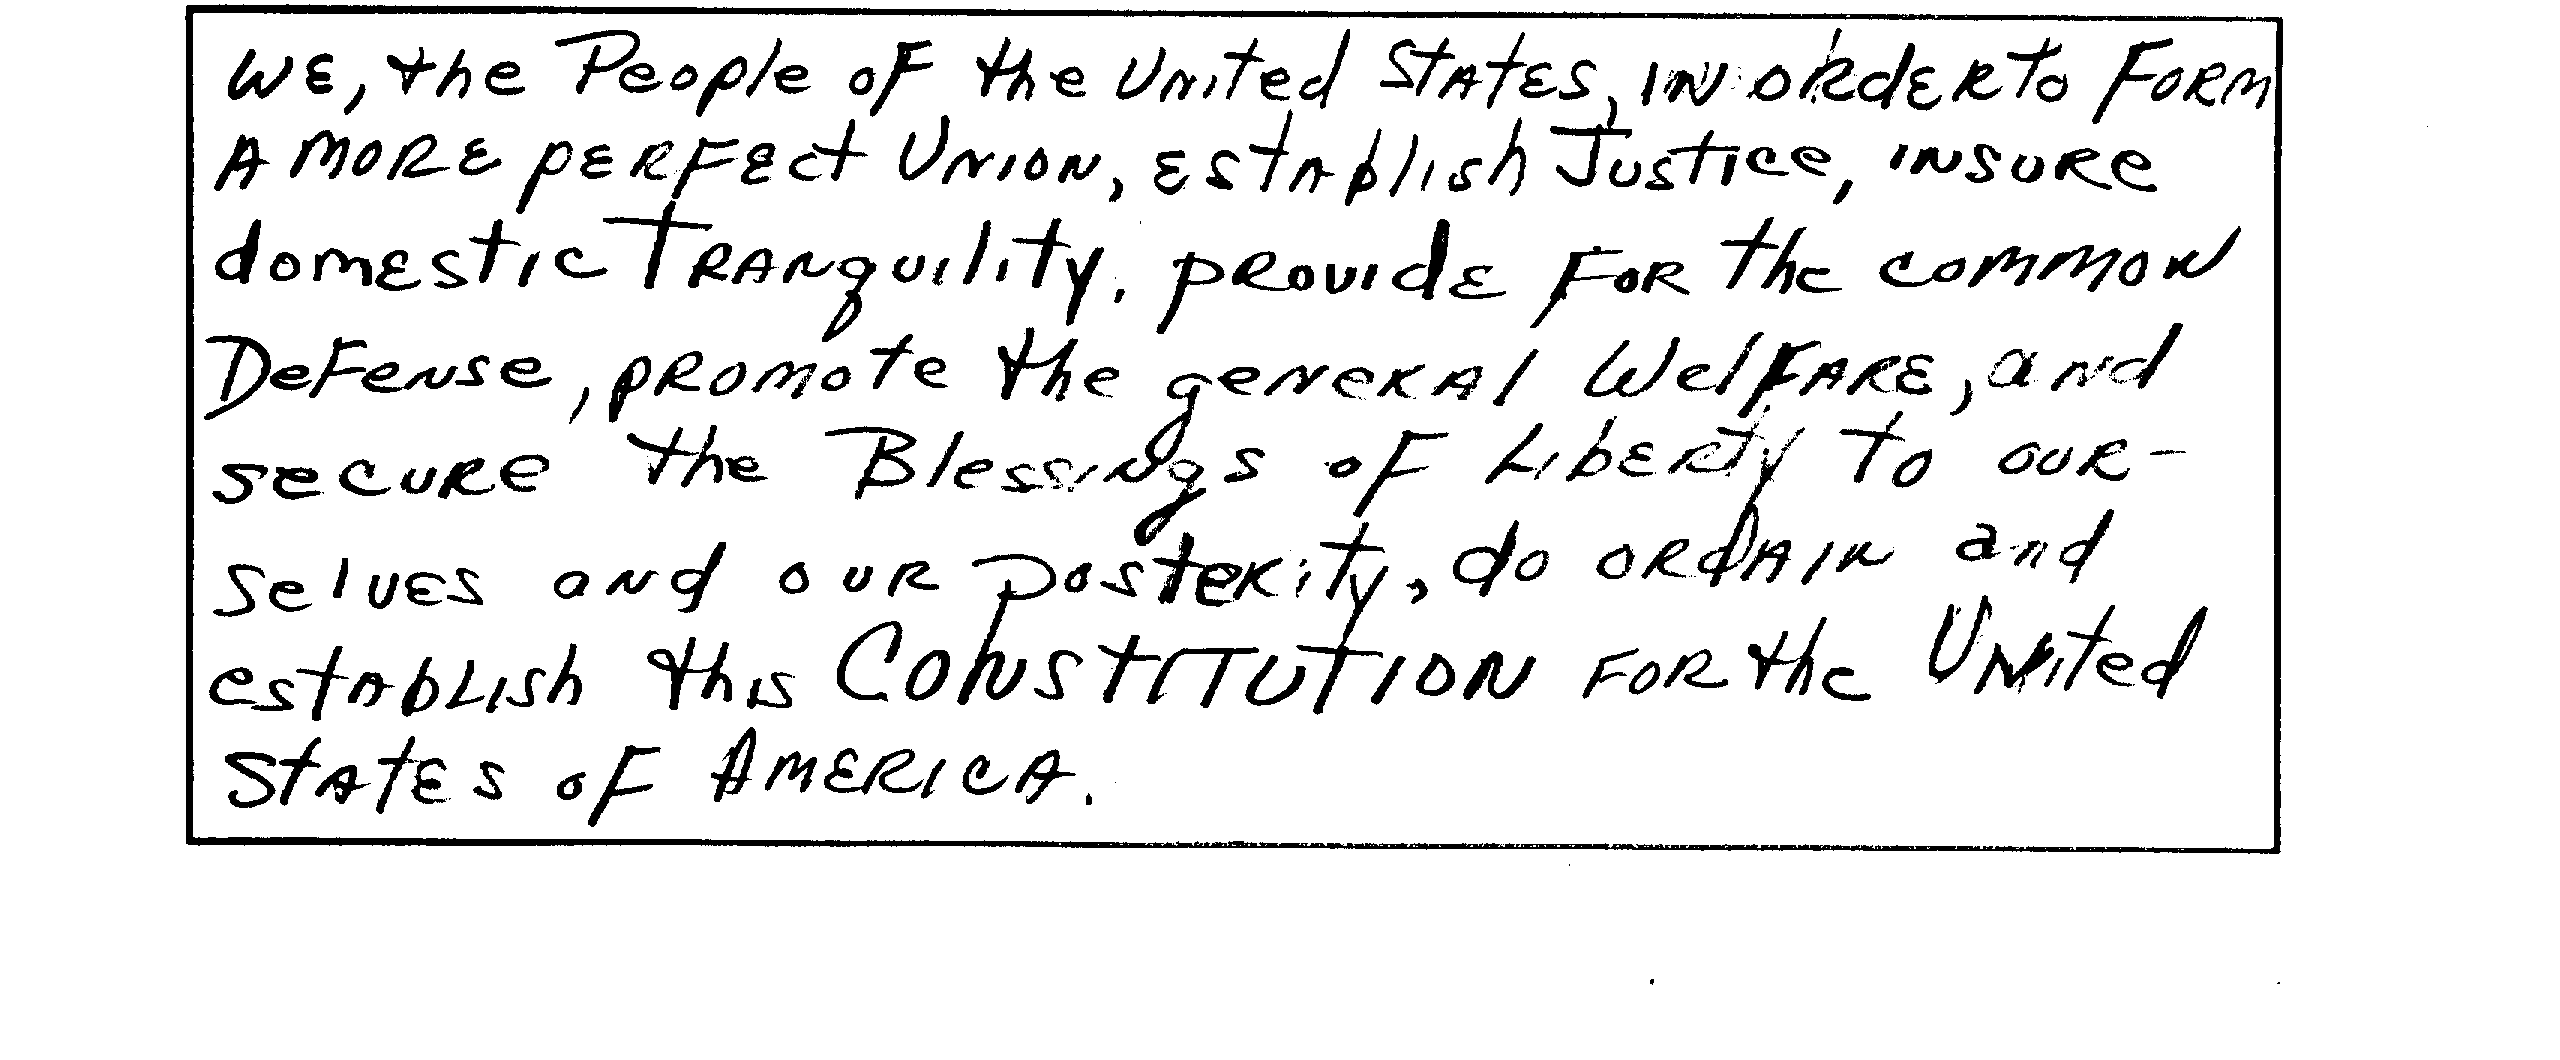 We, the People of the United States, in order to form
a more perfect Union, establish Justice, insure
domestic Tranquility, provide for the common
Defense, promote the general Welfare, and
secure the Blessings of Liberty to our-
selves and our posterity, do ordain and
establish this Constitution for the United
States of America.